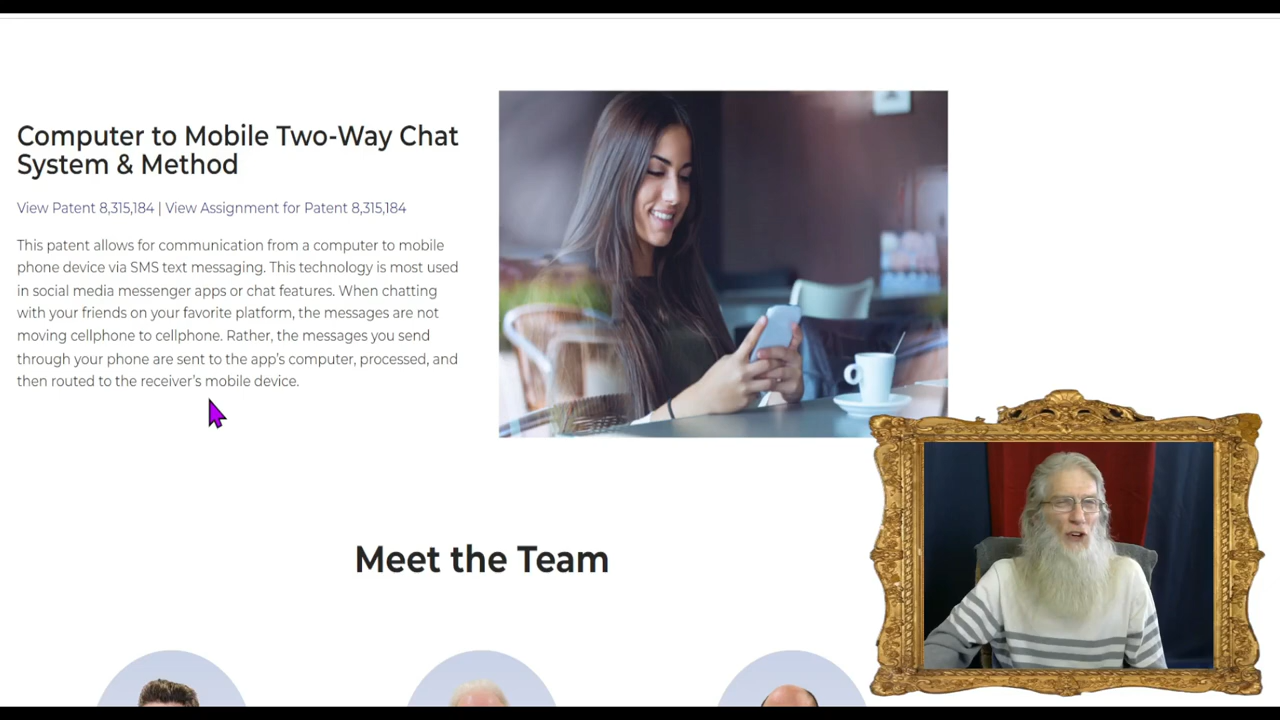 Computer to Mobile Two-Way Chat
System & Method
View Patent 8,315,184 | View Assignment for Patent 8,315,184
This patent allows for communication from a computer to mobile
phone device via SMS text messaging. This technology is most used
in social media messenger apps or chat features. When chatting
with your friends on your favorite platform, the messages are not
moving cellphone to cellphone. Rather, the messages you send
through your phone are sent to the app's computer, processed, and
then routed to the receiver's mobile device.
Meet the Team